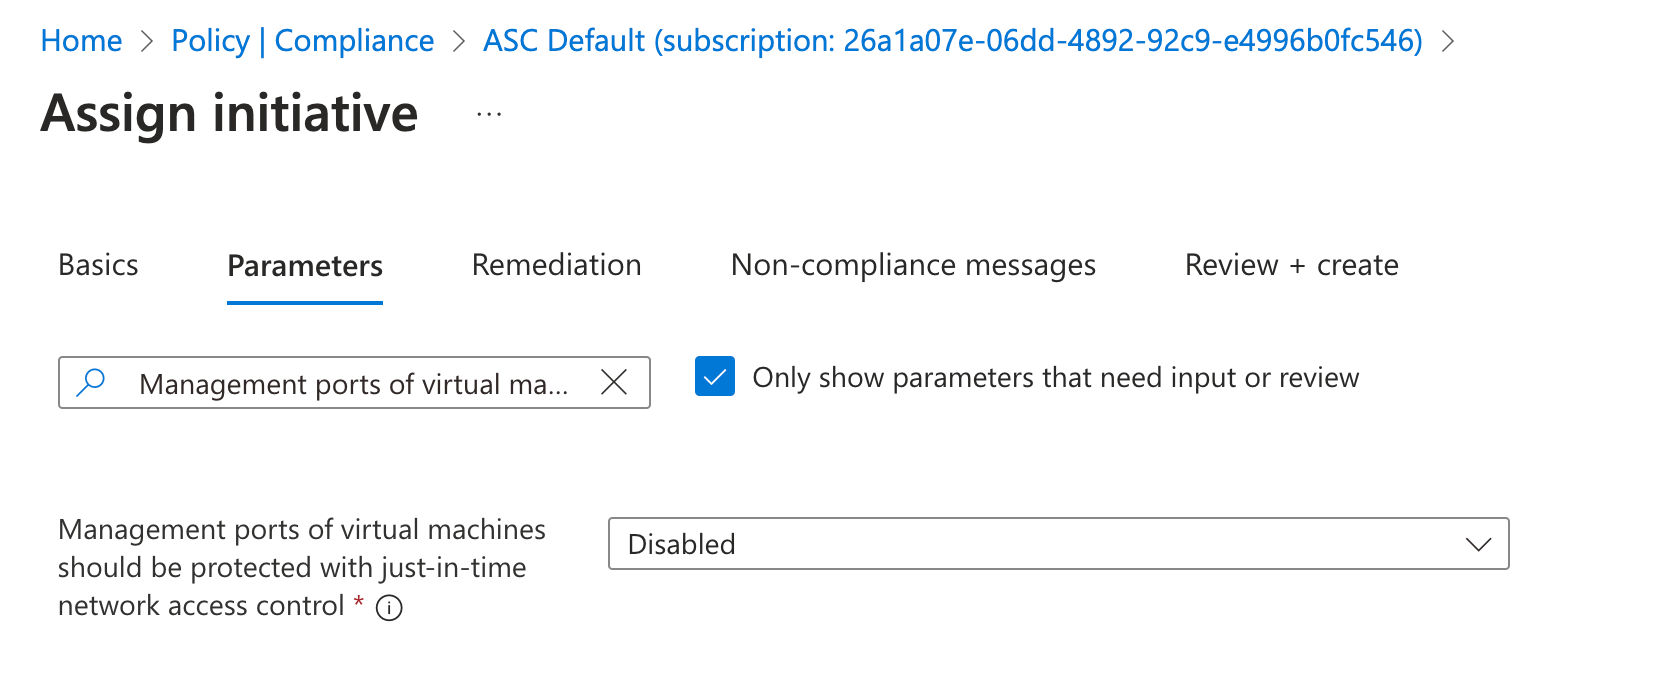 Home > Policy | Compliance > ASC Default (subscription: 26a1a07e-06dd-4892-92c9-e4996b0fc546) >
Assign initiative ...
Basics Parameters Remediation Non-compliance messages Review + create
Management ports of virtual ma... Only show parameters that need input or review
Management ports of virtual machines
should be protected with just-in-time
network access control *
Disabled